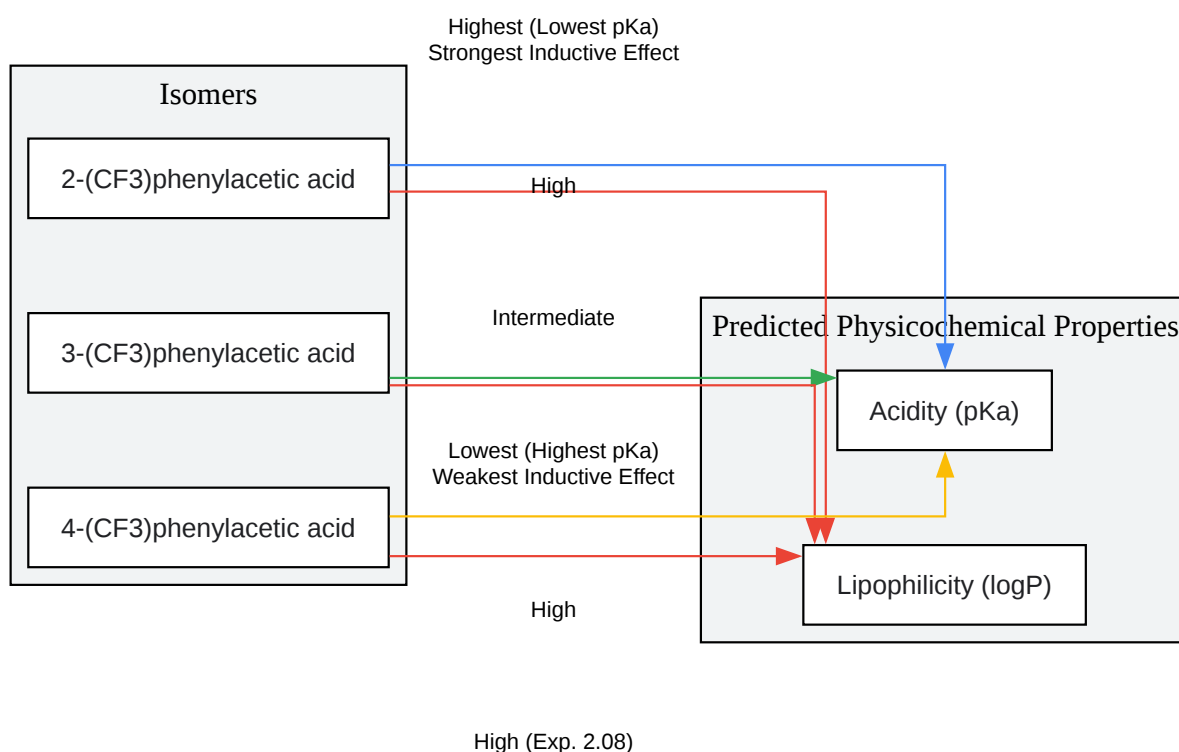 Highest (Lowest pKa)
Strongest Inductive Effect
Isomers
2-(CF3)phenylacetic acid
High
Intermediate
Predicted Physicochemical Properties
3-(CF3)phenylacetic acid
Acidity (pKa)
Lowest (Highest pKa)
Weakest Inductive Effect
4-(CF3)phenylacetic acid
Lipophilicity (logP)
High
High (Exp. 2.08)